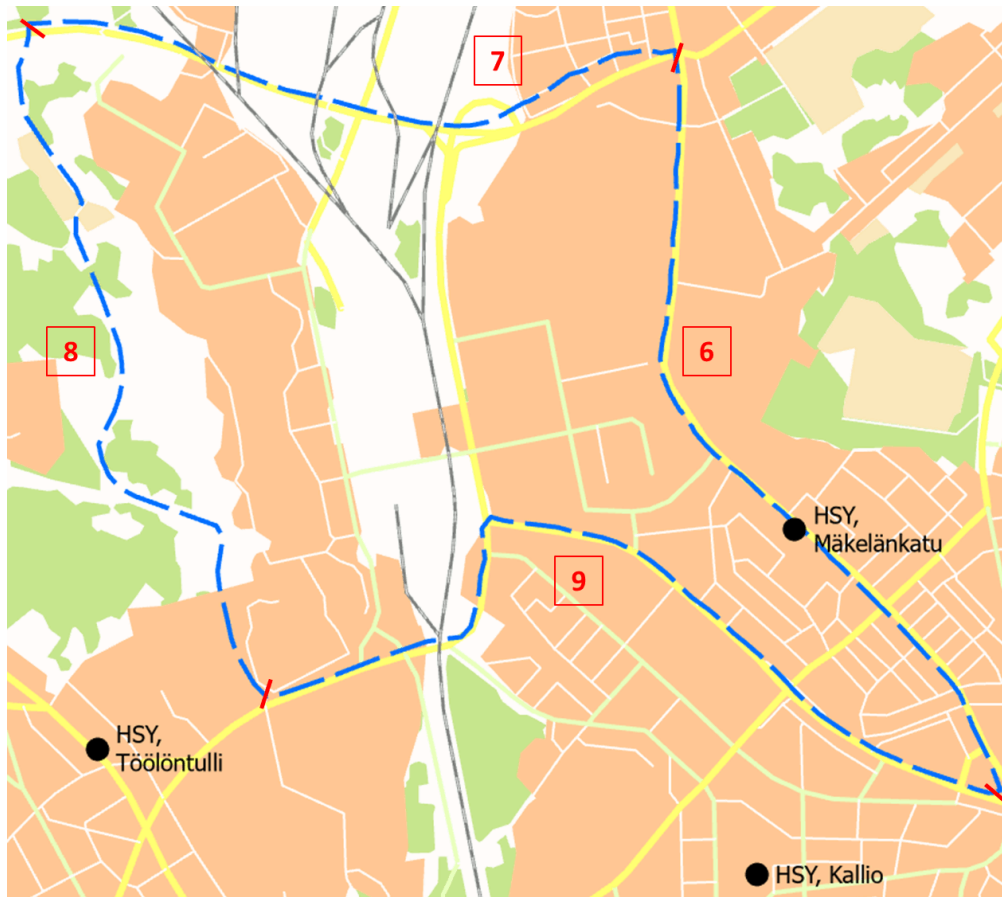 7
8
6
HSY,
Mäkelänkatu
9
HSY,
Töölöntulli
HSY, Kallio